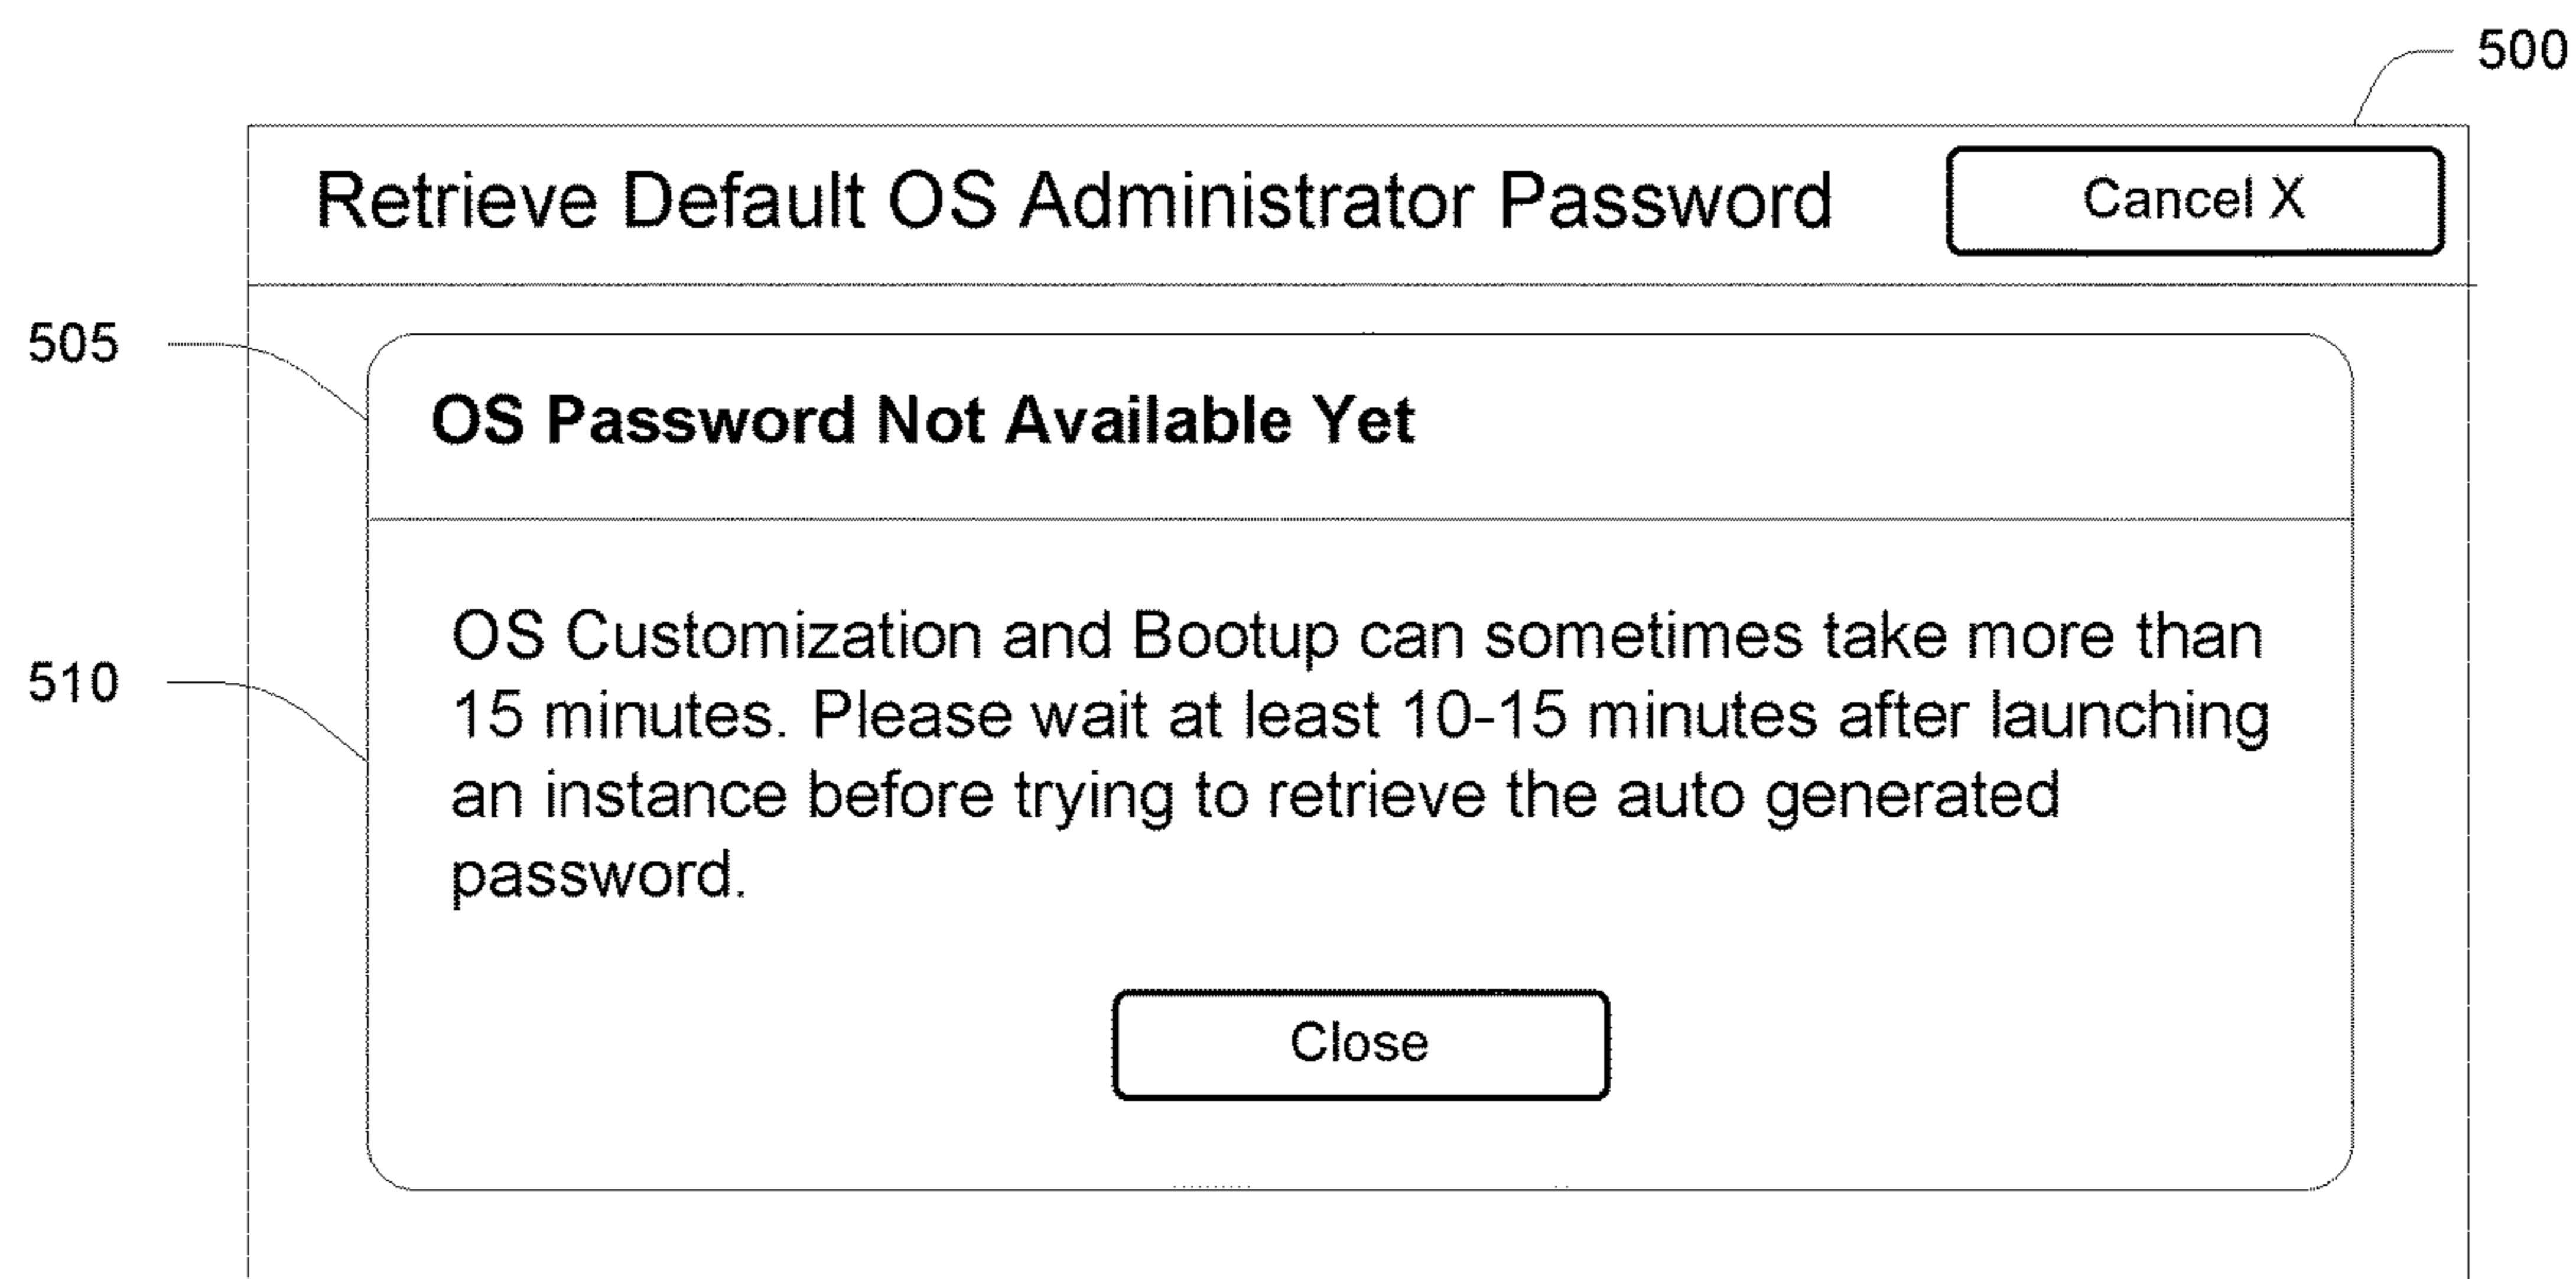 500
Retrieve Default OS Administrator Password
Cancel X
505
OS Password Not Available Yet
510
OS Customization and Bootup can sometimes take more than
15 minutes. Please wait at least 10-15 minutes after launching
an instance before trying to retrieve the auto generated
password.
Close